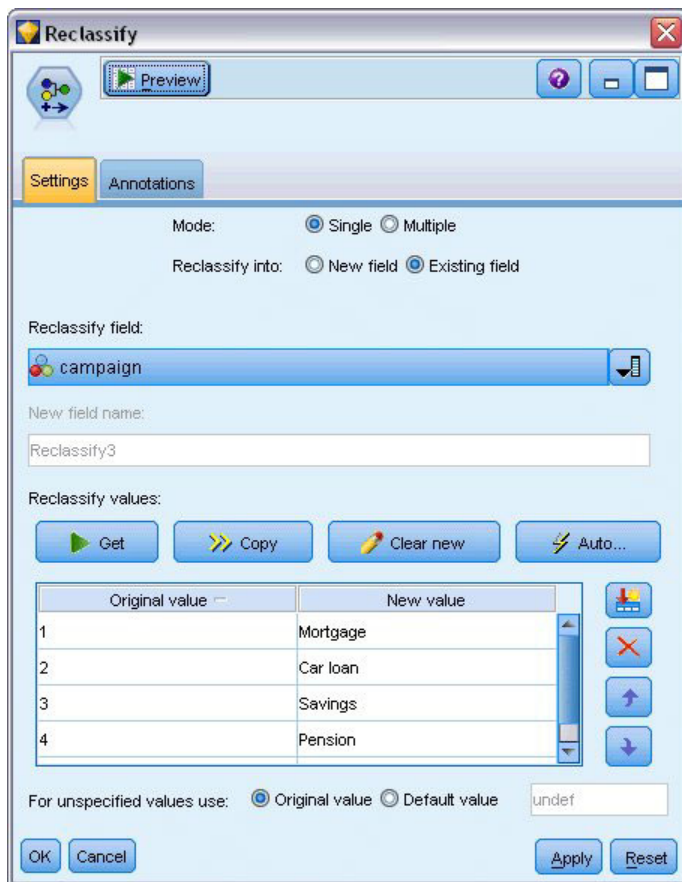 Reclassify
Preview
Settings Annotations
Mode: Single Multiple
Reclassify into: New field Existing field
Reclassify field:
campaign
New field name:
Reclassify3
Reclassify values:
Get Copy Clear new Auto...
Original value New value
1 Mortgage
2 Car loan
3 Savings
4 Pension
For unspecified values use: Original value Default value undef
OK Cancel Apply Reset